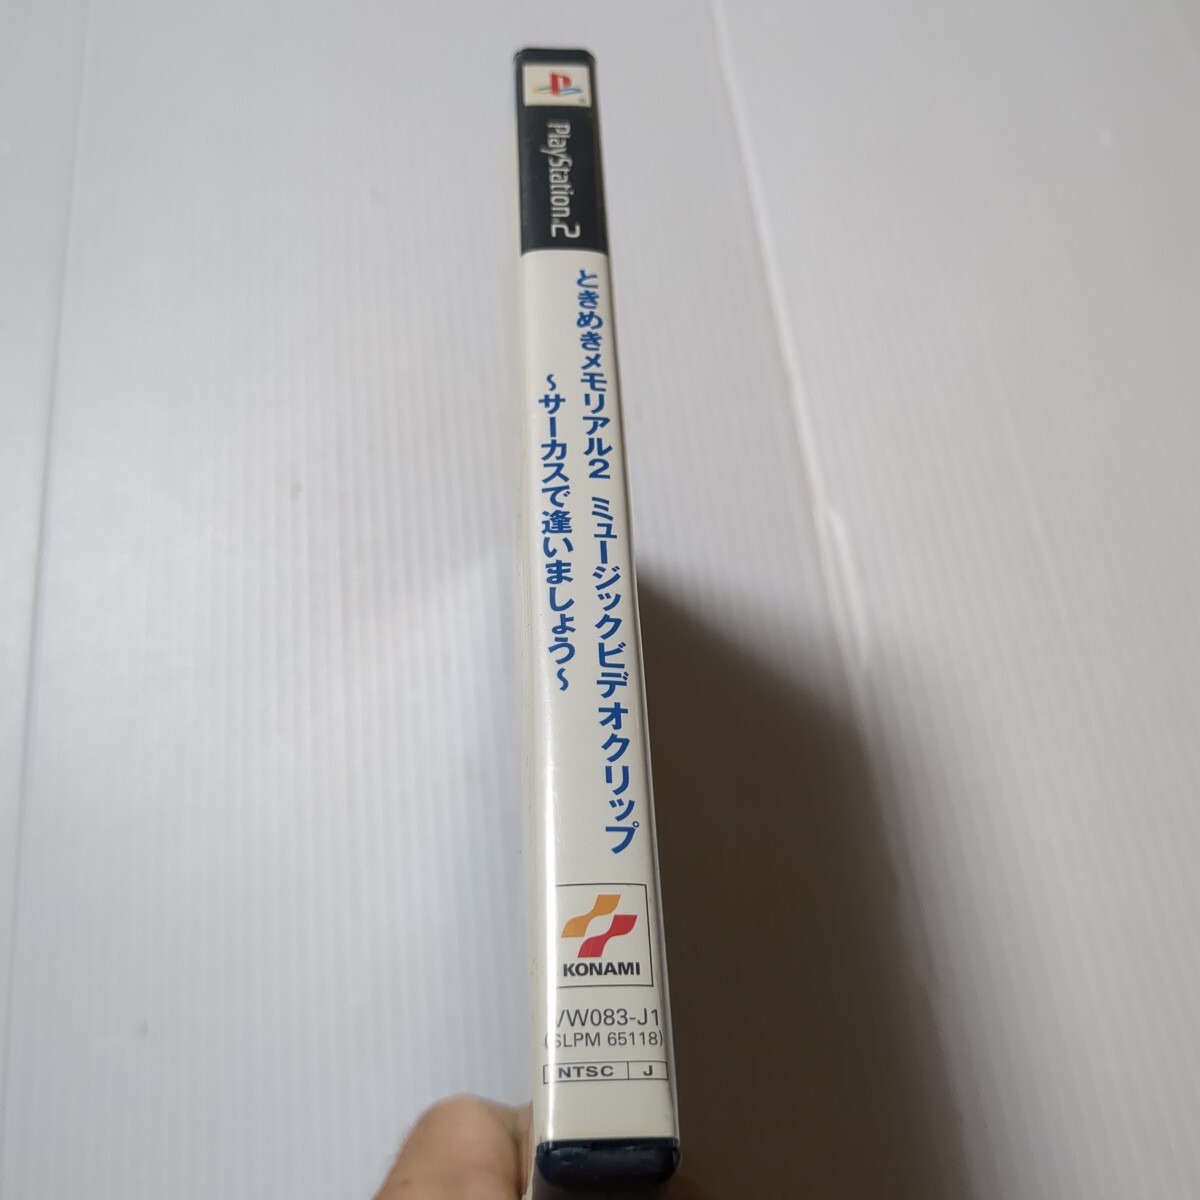 PlayStation.2
ときめきメモリアル2 ミュージックビデオクリップ
～サーカスで逢いましょう～
KONAMI
VW083-J1
(SLPM 65118)
NTSC J